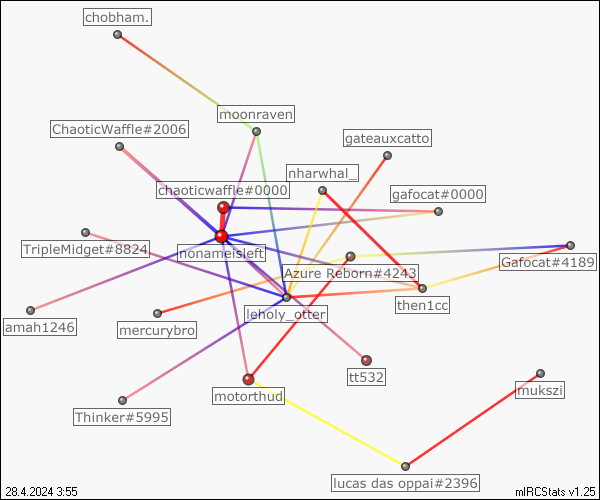 chobham.
moonraven
ChaoticWaffle#2006
gateauxcatto
nharwhal_
chaoticwaffle#0000
gafocat#0000
TripleMidget#8824
nonameisleft
Gafocat#4189
Azure Reborn#4243
then1cc
leholy_otter
amah1246
mercurybro
tt532
mukszi
motorthud
Thinker#5995
lucas das oppai#2396
28.4.2024 3:55
mIRCStats v1.25